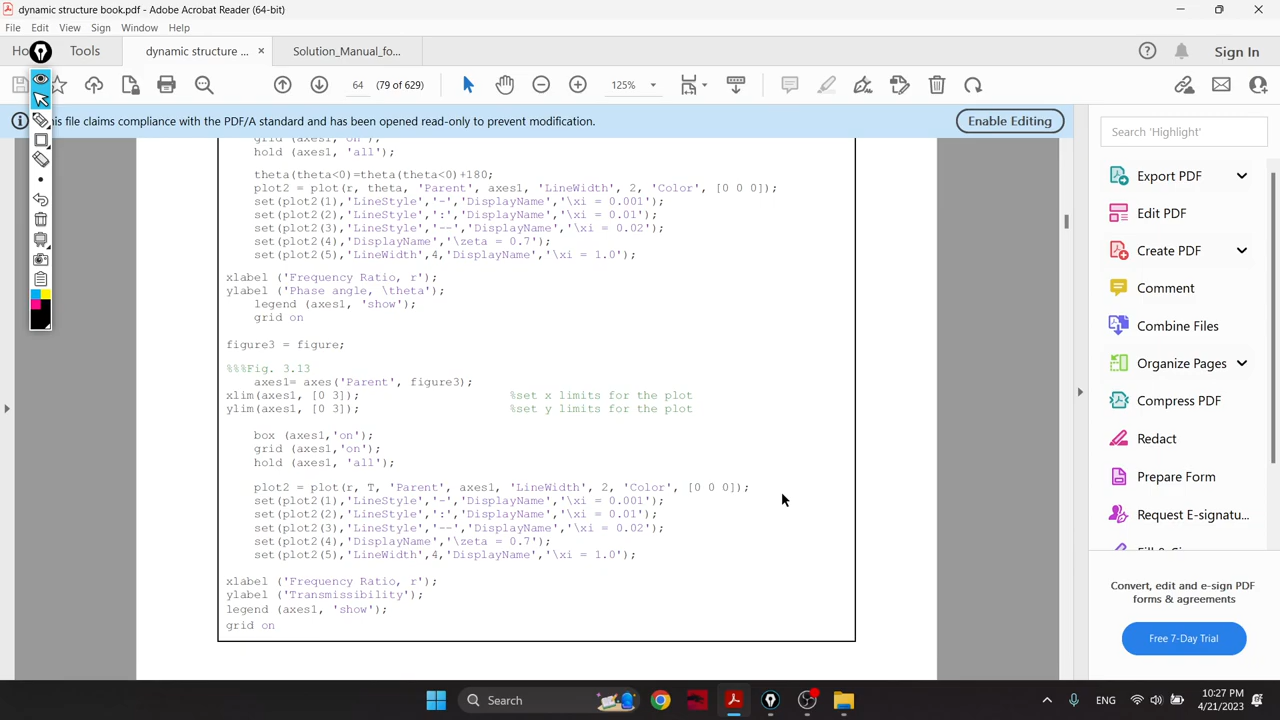 dynamic structure book.pdf - Adobe Acrobat Reader (64-bit)
File Edit View Sign Window Help
Ho Tools dynamic structure ... × Solution_Manual_fo... Sign In
64 (79 of 629) 125%
is file claims compliance with the PDF/A standard and has been opened read-only to prevent modification. Enable Editing
grid (axes1,'on');
hold (axes1, 'all');
theta(theta<0)=theta(theta<0)+180;
plot2 = plot(r, theta, 'Parent', axes1, 'LineWidth', 2, 'Color', [0 0 0]);
set(plot2(1),'LineStyle','-','DisplayName','\xi = 0.001');
set(plot2(2),'LineStyle',':','DisplayName','\xi = 0.01');
set(plot2(3),'LineStyle','--','DisplayName','\xi = 0.02');
set(plot2(4),'DisplayName','\zeta = 0.7');
set(plot2(5),'LineWidth',4,'DisplayName','\xi = 1.0');
xlabel ('Frequency Ratio, r');
ylabel ('Phase angle, \theta');
legend (axes1, 'show');
grid on
figure3 = figure;
%%%Fig. 3.13
axes1= axes('Parent', figure3);
xlim(axes1, [0 3]); %set x limits for the plot
ylim(axes1, [0 3]); %set y limits for the plot
box (axes1,'on');
grid (axes1,'on');
hold (axes1, 'all');
plot2 = plot(r, T, 'Parent', axes1, 'LineWidth', 2, 'Color', [0 0 0]);
set(plot2(1),'LineStyle','-','DisplayName','\xi = 0.001');
set(plot2(2),'LineStyle',':','DisplayName','\xi = 0.01');
set(plot2(3),'LineStyle','--','DisplayName','\xi = 0.02');
set(plot2(4),'DisplayName','\zeta = 0.7');
set(plot2(5),'LineWidth',4,'DisplayName','\xi = 1.0');
xlabel ('Frequency Ratio, r');
ylabel ('Transmissibility');
legend (axes1, 'show');
grid on
Search 'Highlight'
Export PDF
Edit PDF
Create PDF
Comment
Combine Files
Organize Pages
Compress PDF
Redact
Prepare Form
Request E-signatu...
Convert, edit and e-sign PDF
forms & agreements
Free 7-Day Trial
Search
ENG
10:27 PM
4/21/2023